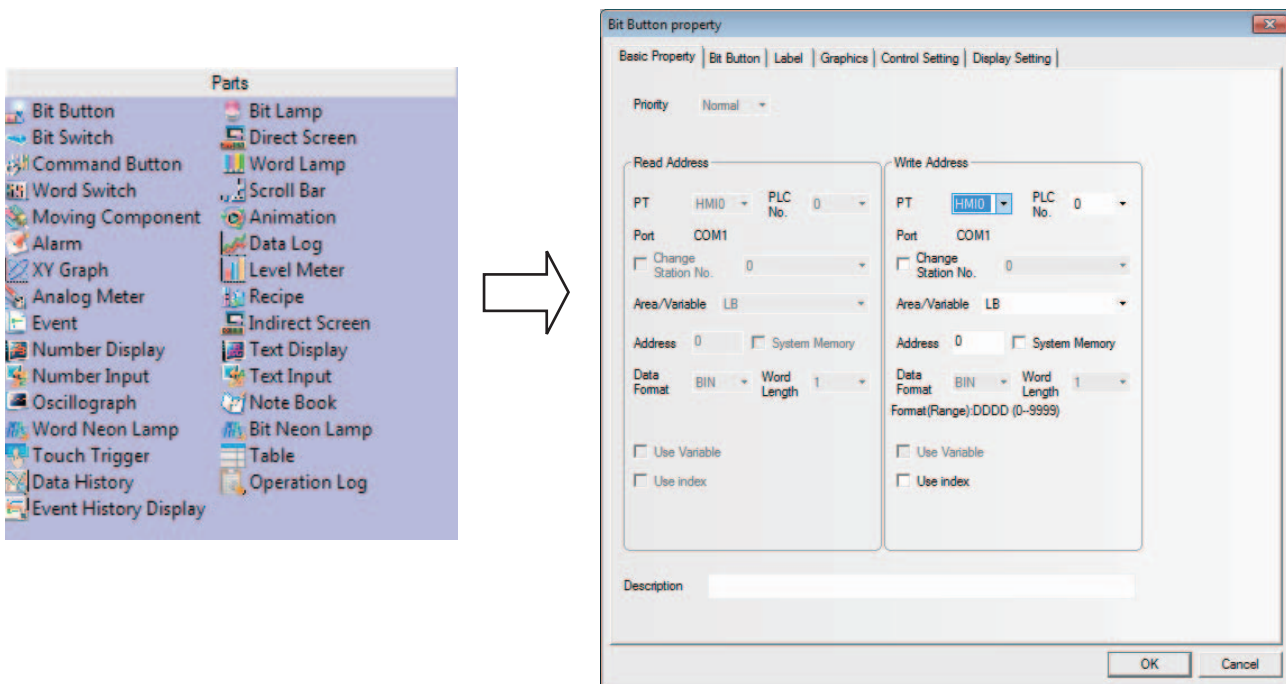 Parts
Bit Button
Bit Lamp
Bit Switch
Direct Screen
Command Button
Word Lamp
Word Switch
Scroll Bar
Moving Component
Animation
Alarm
Data Log
XY Graph
Level Meter
Analog Meter
Recipe
Event
Indirect Screen
Number Display
Text Display
Number Input
Text Input
Oscillograph
Note Book
Word Neon Lamp
Bit Neon Lamp
Touch Trigger
Table
Data History
Operation Log
Event History Display
Bit Button property
Basic Property Bit Button Label Graphics Control Setting Display Setting
Priority Normal
Read Address
PT HMI0 PLC No. 0
Port COM1
Change Station No. 0
Area/Variable LB
Address 0 System Memory
Data Format BIN Word Length 1
Use Variable
Use index
Write Address
PT HMI0 PLC No. 0
Port COM1
Change Station No. 0
Area/Variable LB
Address 0 System Memory
Data Format BIN Word Length 1
Format(Range):DDDD (0--9999)
Use Variable
Use index
Description
OK Cancel